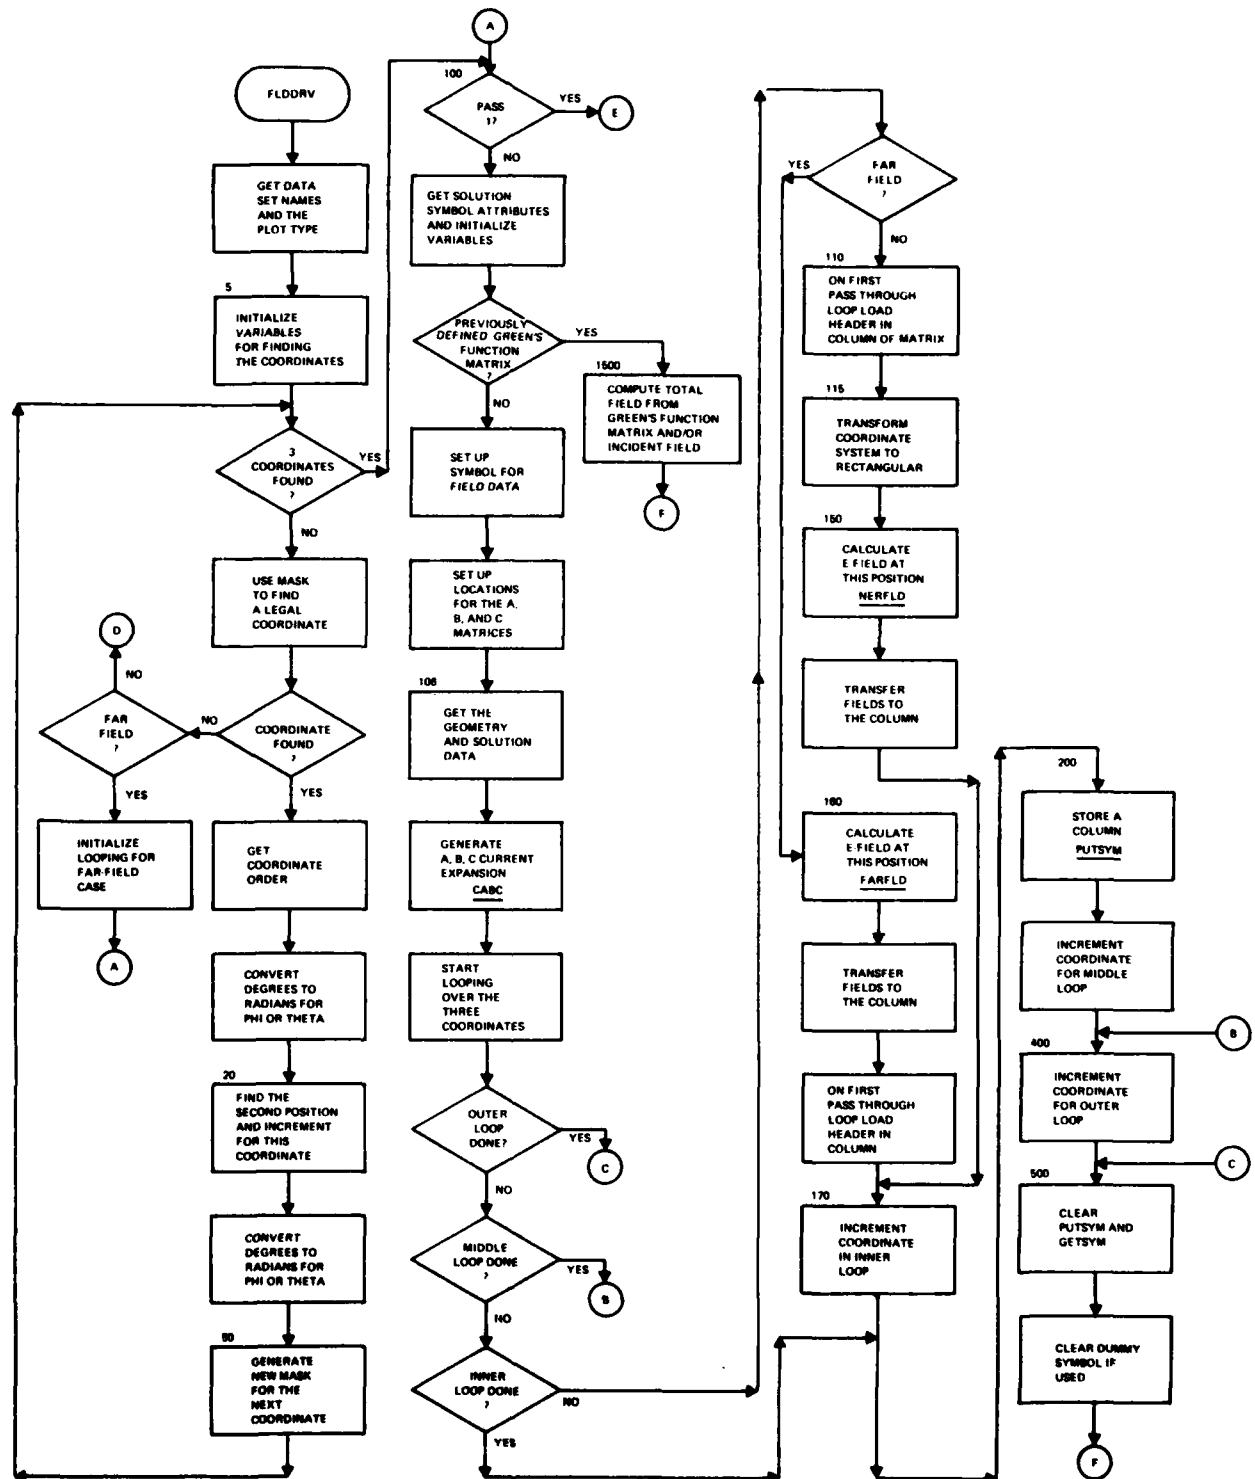 FLDDRV
GET DATA
SET NAMES
AND THE
PLOT TYPE
5
INITIALIZE
VARIABLES
FOR FINDING
THE COORDINATES
3
COORDINATES
FOUND
?
YES
NO
USE MASK
TO FIND
A LEGAL
COORDINATE
COORDINATE
FOUND
?
NO
YES
FAR
FIELD
?
NO
D
YES
INITIALIZE
LOOPING FOR
FAR-FIELD
CASE
A
GET
COORDINATE
ORDER
CONVERT
DEGREES TO
RADIANS FOR
PHI OR THETA
20
FIND THE
SECOND POSITION
AND INCREMENT
FOR THIS
COORDINATE
CONVERT
DEGREES TO
RADIANS FOR
PHI OR THETA
GENERATE
NEW MASK
FOR THE
NEXT
COORDINATE
A
100
PASS
1?
YES
E
NO
GET SOLUTION
SYMBOL ATTRIBUTES
AND INITIALIZE
VARIABLES
PREVIOUSLY
DEFINED GREEN'S
FUNCTION
MATRIX
?
YES
1500
COMPUTE TOTAL
FIELD FROM
GREEN'S FUNCTION
MATRIX AND/OR
INCIDENT FIELD
F
NO
SET UP
SYMBOL FOR
FIELD DATA
SET UP
LOCATIONS
FOR THE A,
B, AND C
MATRICES
GET THE
GEOMETRY
AND SOLUTION
DATA
GENERATE
A, B, C CURRENT
EXPANSION
CABC
START
LOOPING
OVER THE
THREE
COORDINATES
OUTER
LOOP
DONE?
YES
C
NO
MIDDLE
LOOP DONE
?
YES
B
NO
INNER
LOOP DONE
?
NO
YES
FAR
FIELD
?
YES
NO
110
ON FIRST
PASS THROUGH
LOOP LOAD
HEADER IN
COLUMN OF MATRIX
115
TRANSFORM
COORDINATE
SYSTEM TO
RECTANGULAR
150
CALCULATE
E-FIELD AT
THIS POSITION
NERFLD
TRANSFER
FIELDS TO
THE COLUMN
160
CALCULATE
E-FIELD AT
THIS POSITION
FARFLD
TRANSFER
FIELDS TO
THE COLUMN
ON FIRST
PASS THROUGH
LOOP LOAD
HEADER IN
COLUMN
170
INCREMENT
COORDINATE
IN INNER
LOOP
200
STORE A
COLUMN
PUTSYM
INCREMENT
COORDINATE
FOR MIDDLE
LOOP
B
400
INCREMENT
COORDINATE
FOR OUTER
LOOP
C
500
CLEAR
PUTSYM AND
GETSYM
CLEAR DUMMY
SYMBOL IF
USED
F